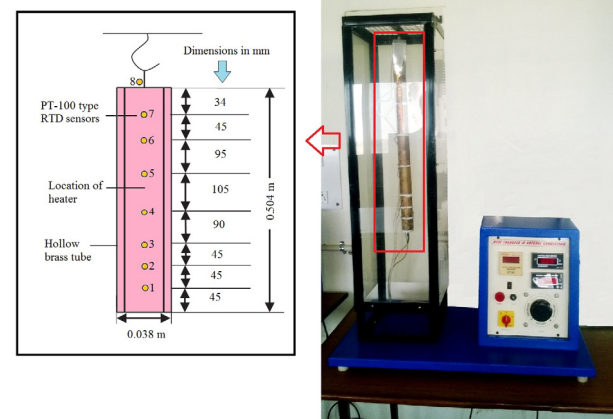 Dimensions in mm
8
PT-100 type
RTD sensors
7
34
45
6
95
5
Location of
heater
105
4
90
Hollow
brass tube
3
45
2
45
1
45
0.504 m
0.038 m